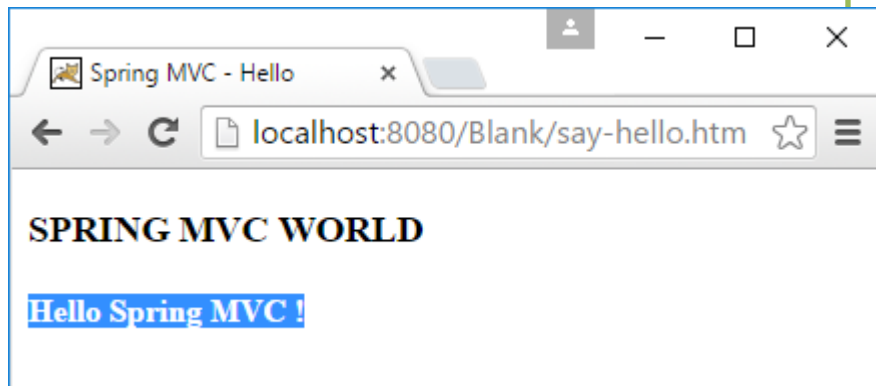 Spring MVC - Hello
localhost:8080/Blank/say-hello.htm
SPRING MVC WORLD
Hello Spring MVC !